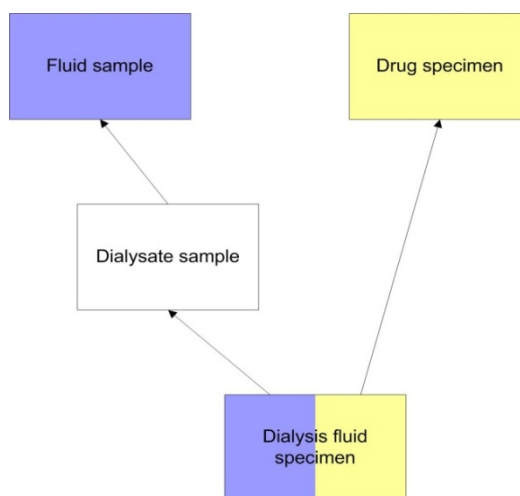 Fluid sample
Drug specimen
Dialysate sample
Dialysis fluid
specimen